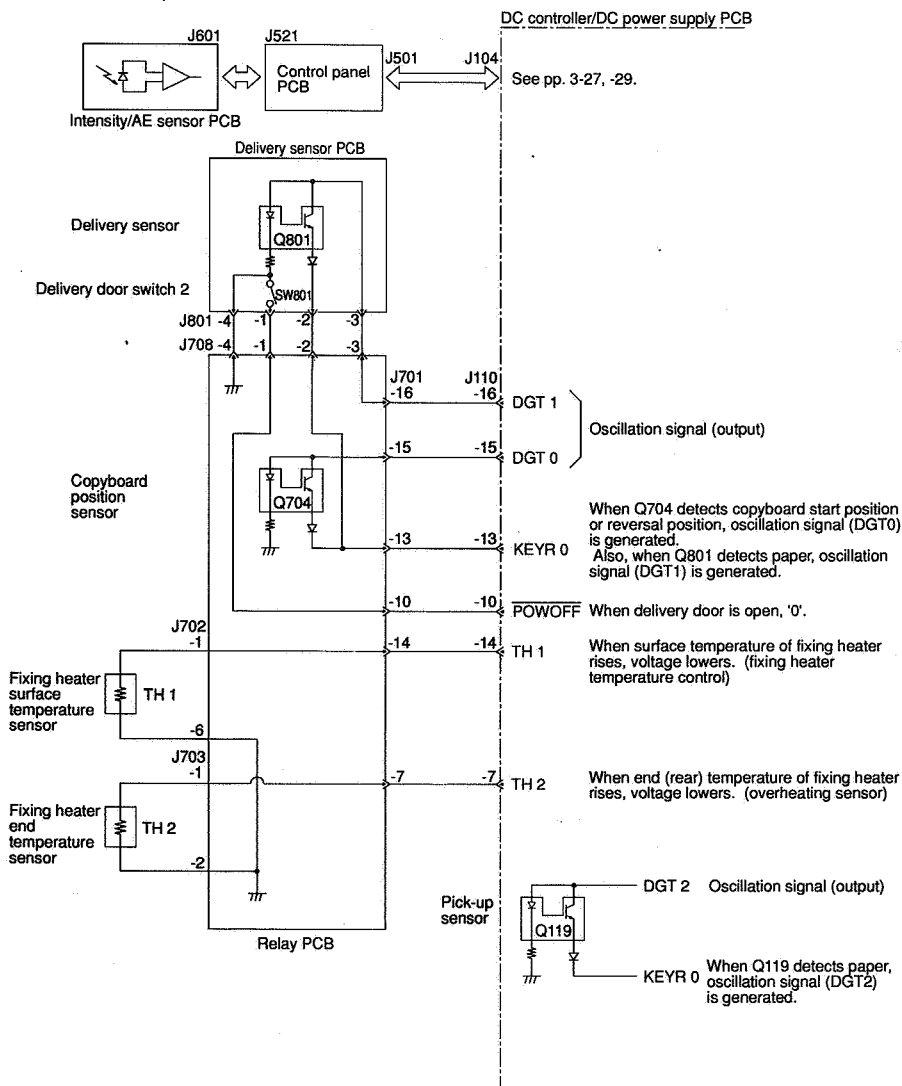 DC controller/DC power supply PCB
J601
J521
J501
J104
Control panel
PCB
See pp. 3-27, -29.
Intensity/AE sensor PCB
Delivery sensor PCB
Delivery sensor
Q801
Delivery door switch 2
SW801
J801 -4 -1 -2 -3
J708 -4 -1 -2 -3
J701
J110
-16 -16 DGT 1
Oscillation signal (output)
-15 -15 DGT 0
Copyboard
position
sensor
Q704
When Q704 detects copyboard start position
or reversal position, oscillation signal (DGT0)
is generated.
Also, when Q801 detects paper, oscillation
signal (DGT1) is generated.
-13 -13 KEYR 0
-10 -10 POWOFF When delivery door is open, '0'.
J702
-1
-14 -14 TH 1
When surface temperature of fixing heater
rises, voltage lowers. (fixing heater
temperature control)
Fixing heater
surface
temperature
sensor
TH 1
-6
J703
-1
-7 -7 TH 2
When end (rear) temperature of fixing heater
rises, voltage lowers. (overheating sensor)
Fixing heater
end
temperature
sensor
TH 2
-2
Relay PCB
Pick-up
sensor
Q119
DGT 2 Oscillation signal (output)
KEYR 0
When Q119 detects paper,
oscillation signal (DGT2)
is generated.